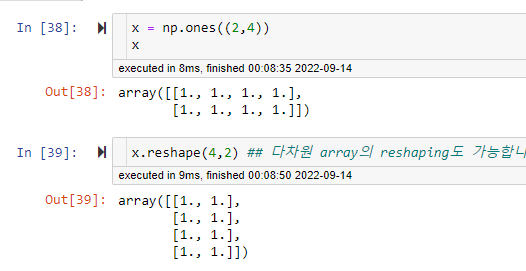 In [38]: x = np.ones((2,4))
x
executed in 8ms, finished 00:08:35 2022-09-14
Out[38]: array([[1., 1., 1., 1.],
[1., 1., 1., 1.]])
In [39]: x.reshape(4,2) ## 다차원 array의 reshaping도 가능합니
executed in 9ms, finished 00:08:50 2022-09-14
Out[39]: array([[1., 1.],
[1., 1.],
[1., 1.],
[1., 1.]])